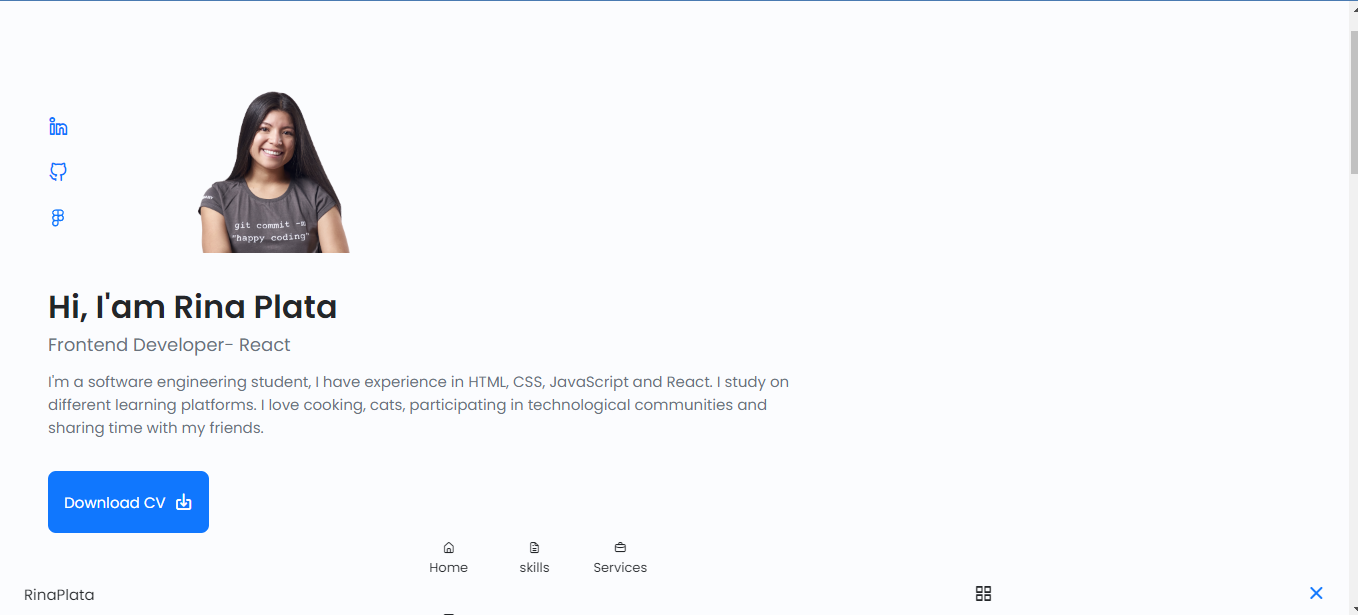 git commit -m
"happy coding"
Hi, I'am Rina Plata
Frontend Developer- React
I'm a software engineering student, I have experience in HTML, CSS, JavaScript and React. I study on
different learning platforms. I love cooking, cats, participating in technological communities and
sharing time with my friends.
Download CV
Home skills Services
RinaPlata